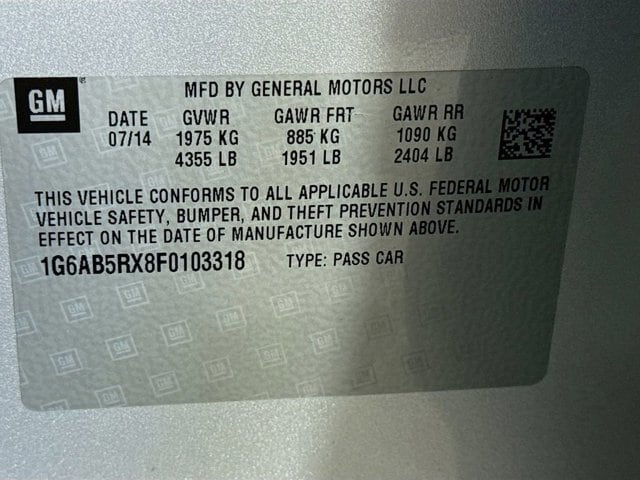 GM
MFD BY GENERAL MOTORS LLC
DATE GVWR GAWR FRT GAWR RR
07/14 1975 KG 885 KG 1090 KG
4355 LB 1951 LB 2404 LB
THIS VEHICLE CONFORMS TO ALL APPLICABLE U.S. FEDERAL MOTOR
VEHICLE SAFETY, BUMPER, AND THEFT PREVENTION STANDARDS IN
EFFECT ON THE DATE OF MANUFACTURE SHOWN ABOVE.
1G6AB5RX8F0103318 TYPE: PASS CAR